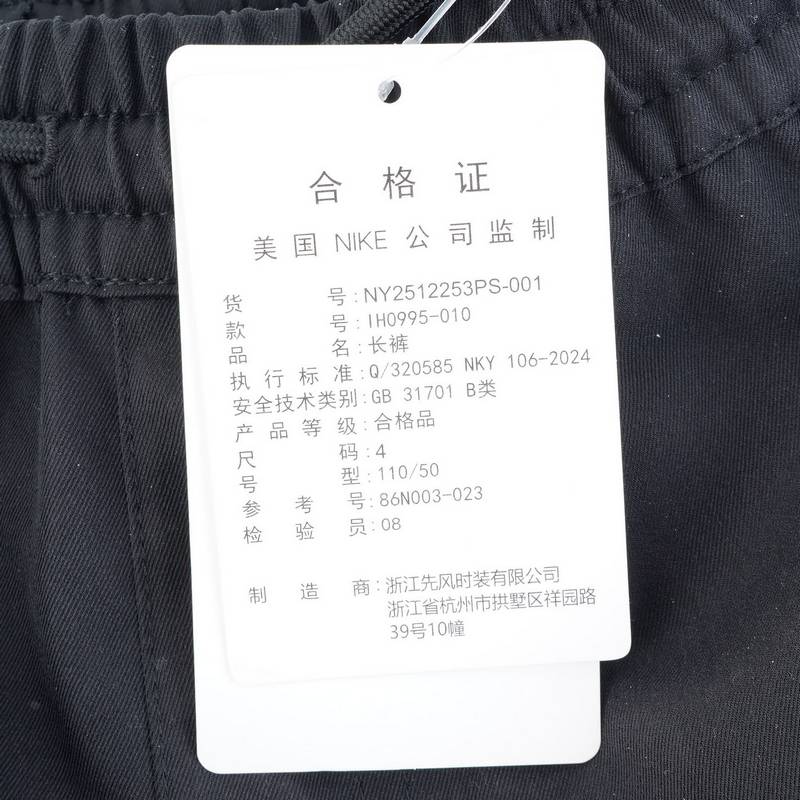 合格证
美国 NIKE 公司监制
货号:NY2512253PS-001
款号:IH0995-010
品名:长裤
执行标准:Q/320585 NKY 106-2024
安全技术类别:GB 31701 B类
产品等级:合格品
尺码:4
号型:110/50
参考号:86N003-023
检验员:08
制造商:浙江先风时装有限公司
浙江省杭州市拱墅区祥园路
39号10幢